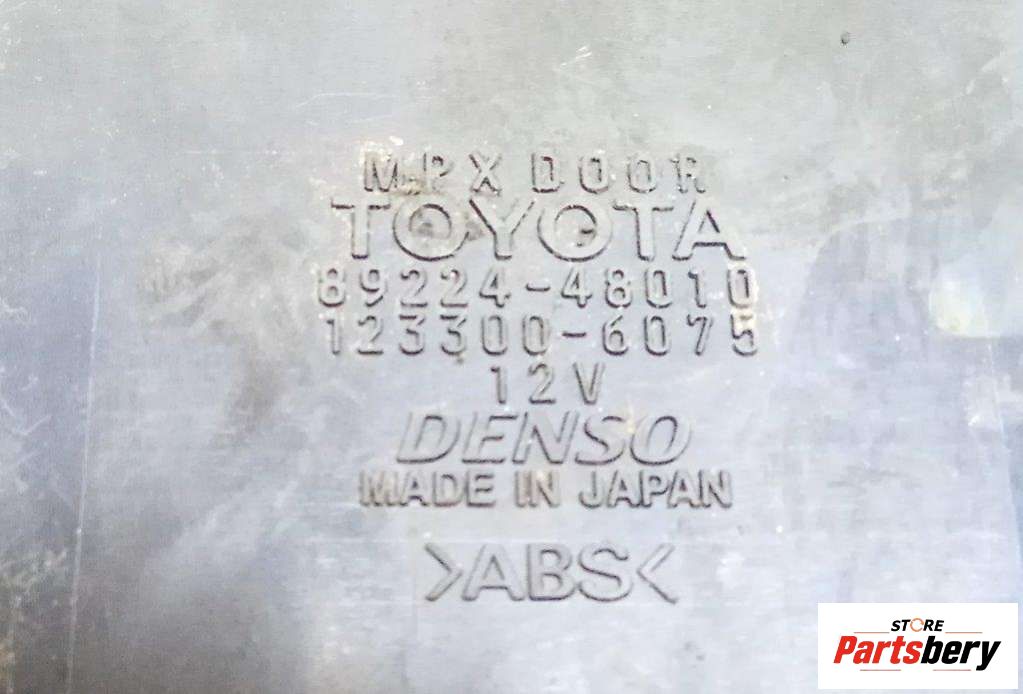 MPX DOOR
TOYOTA
89224-48010
123300-6075
12V
DENSO
MADE IN JAPAN
>ABS<
STORE
Partsbery